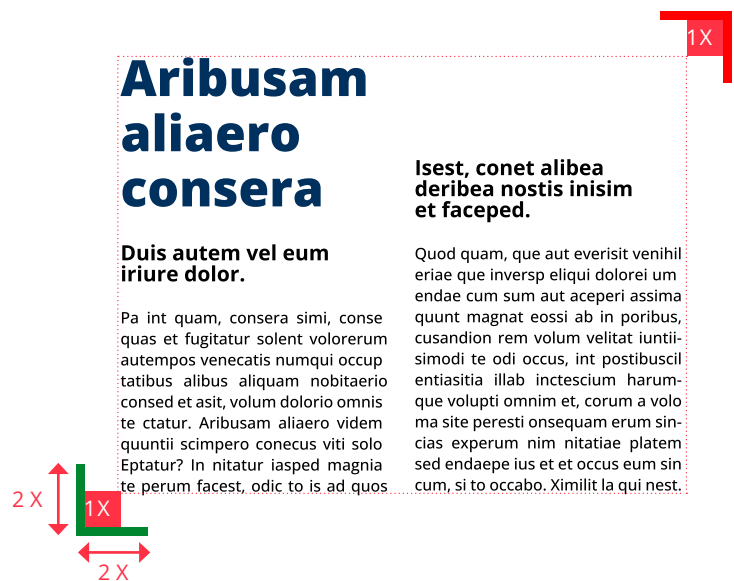 1X
Aribusam
aliaero
consera
Duis autem vel eum
iriure dolor.
Pa int quam, consera simi, conse
quas et fugitatur solent volorerum
autempos venecatis numqui occup
tatibus alibus aliquam nobitaerio
consed et asit, volum dolorio omnis
te ctatur. Aribusam aliaero videm
quuntii scimpero conecus viti solo
Eptatur? In nitatur iasped magnia
te perum facest, odic to is ad quos
Isest, conet alibea
deribea nostis inisim
et faceped.
Quod quam, que aut everisit venihil
eriae que inversp eliqui dolorei um
endae cum sum aut aceperi assima
quunt magnat eossi ab in poribus,
cusandion rem volum velitat iuntii-
simodi te odi occus, int postibuscil
entiasitia illab inctescium harum-
que volupti omnim et, corum a volo
ma site peresti onsequam erum sin-
cias experum nim nitatiae platem
sed endaepe ius et et occus eum sin
cum, si to occabo. Ximilit la qui nest.
2 X
1X
2 X